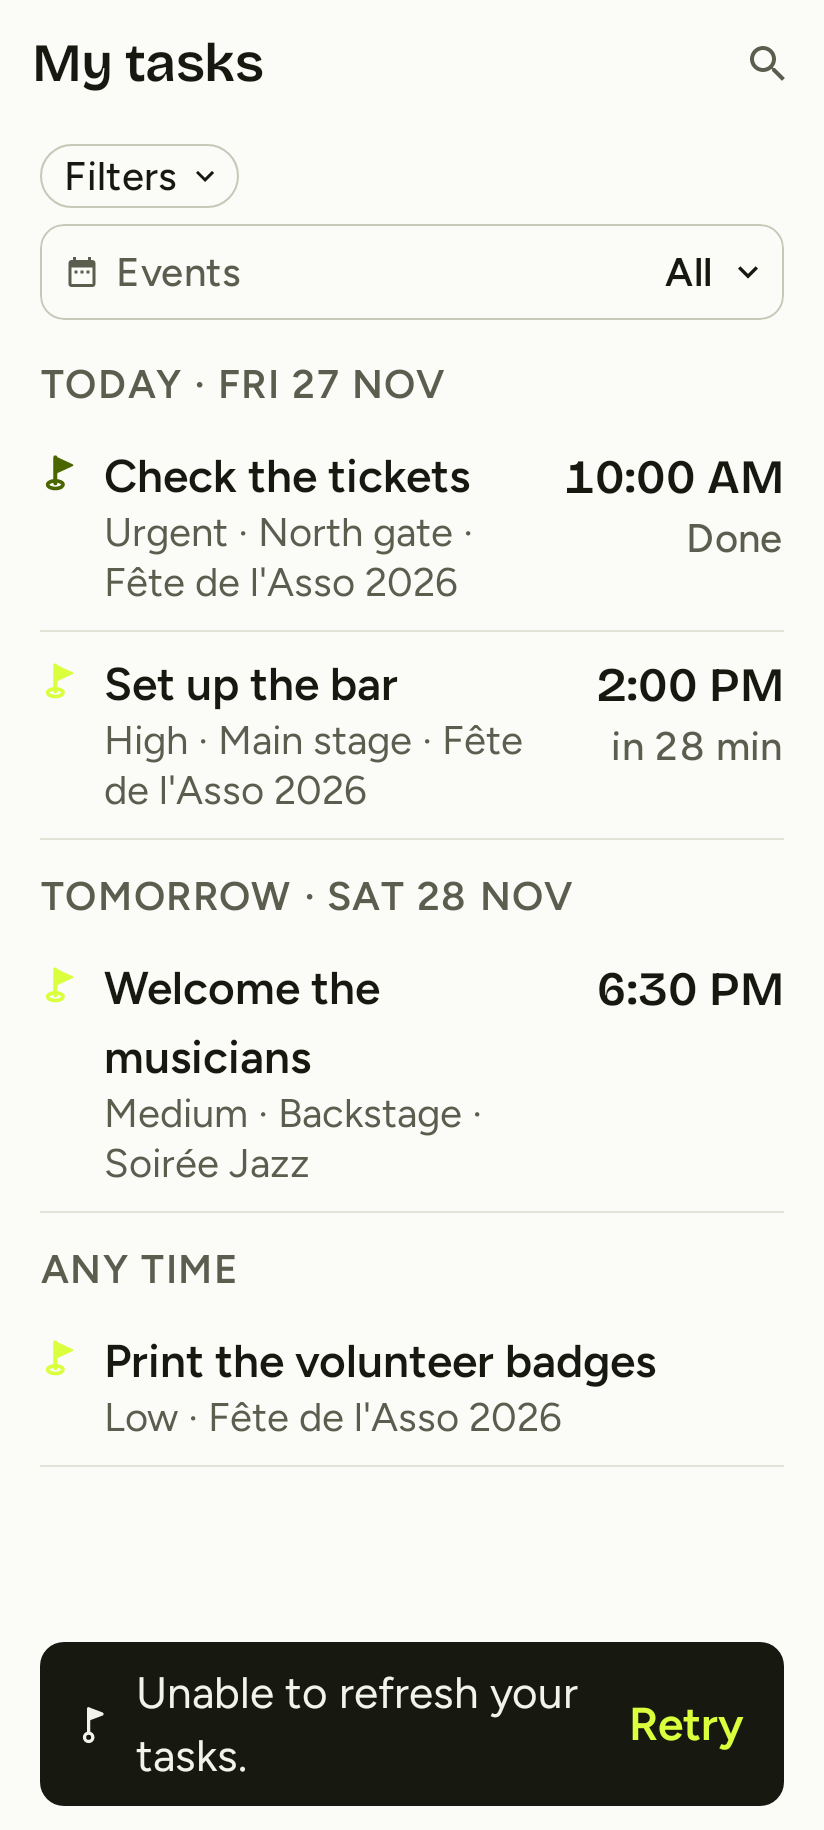 My tasks
Filters
Events
All
TODAY · FRI 27 NOV
Check the tickets
10:00 AM
Urgent · North gate ·
Done
Fête de l'Asso 2026
Set up the bar
2:00 PM
High · Main stage · Fête
in 28 min
de l'Asso 2026
TOMORROW · SAT 28 NOV
Welcome the
6:30 PM
musicians
Medium · Backstage ·
Soirée Jazz
ANY TIME
Print the volunteer badges
Low · Fête de l'Asso 2026
Unable to refresh your
tasks.
Retry